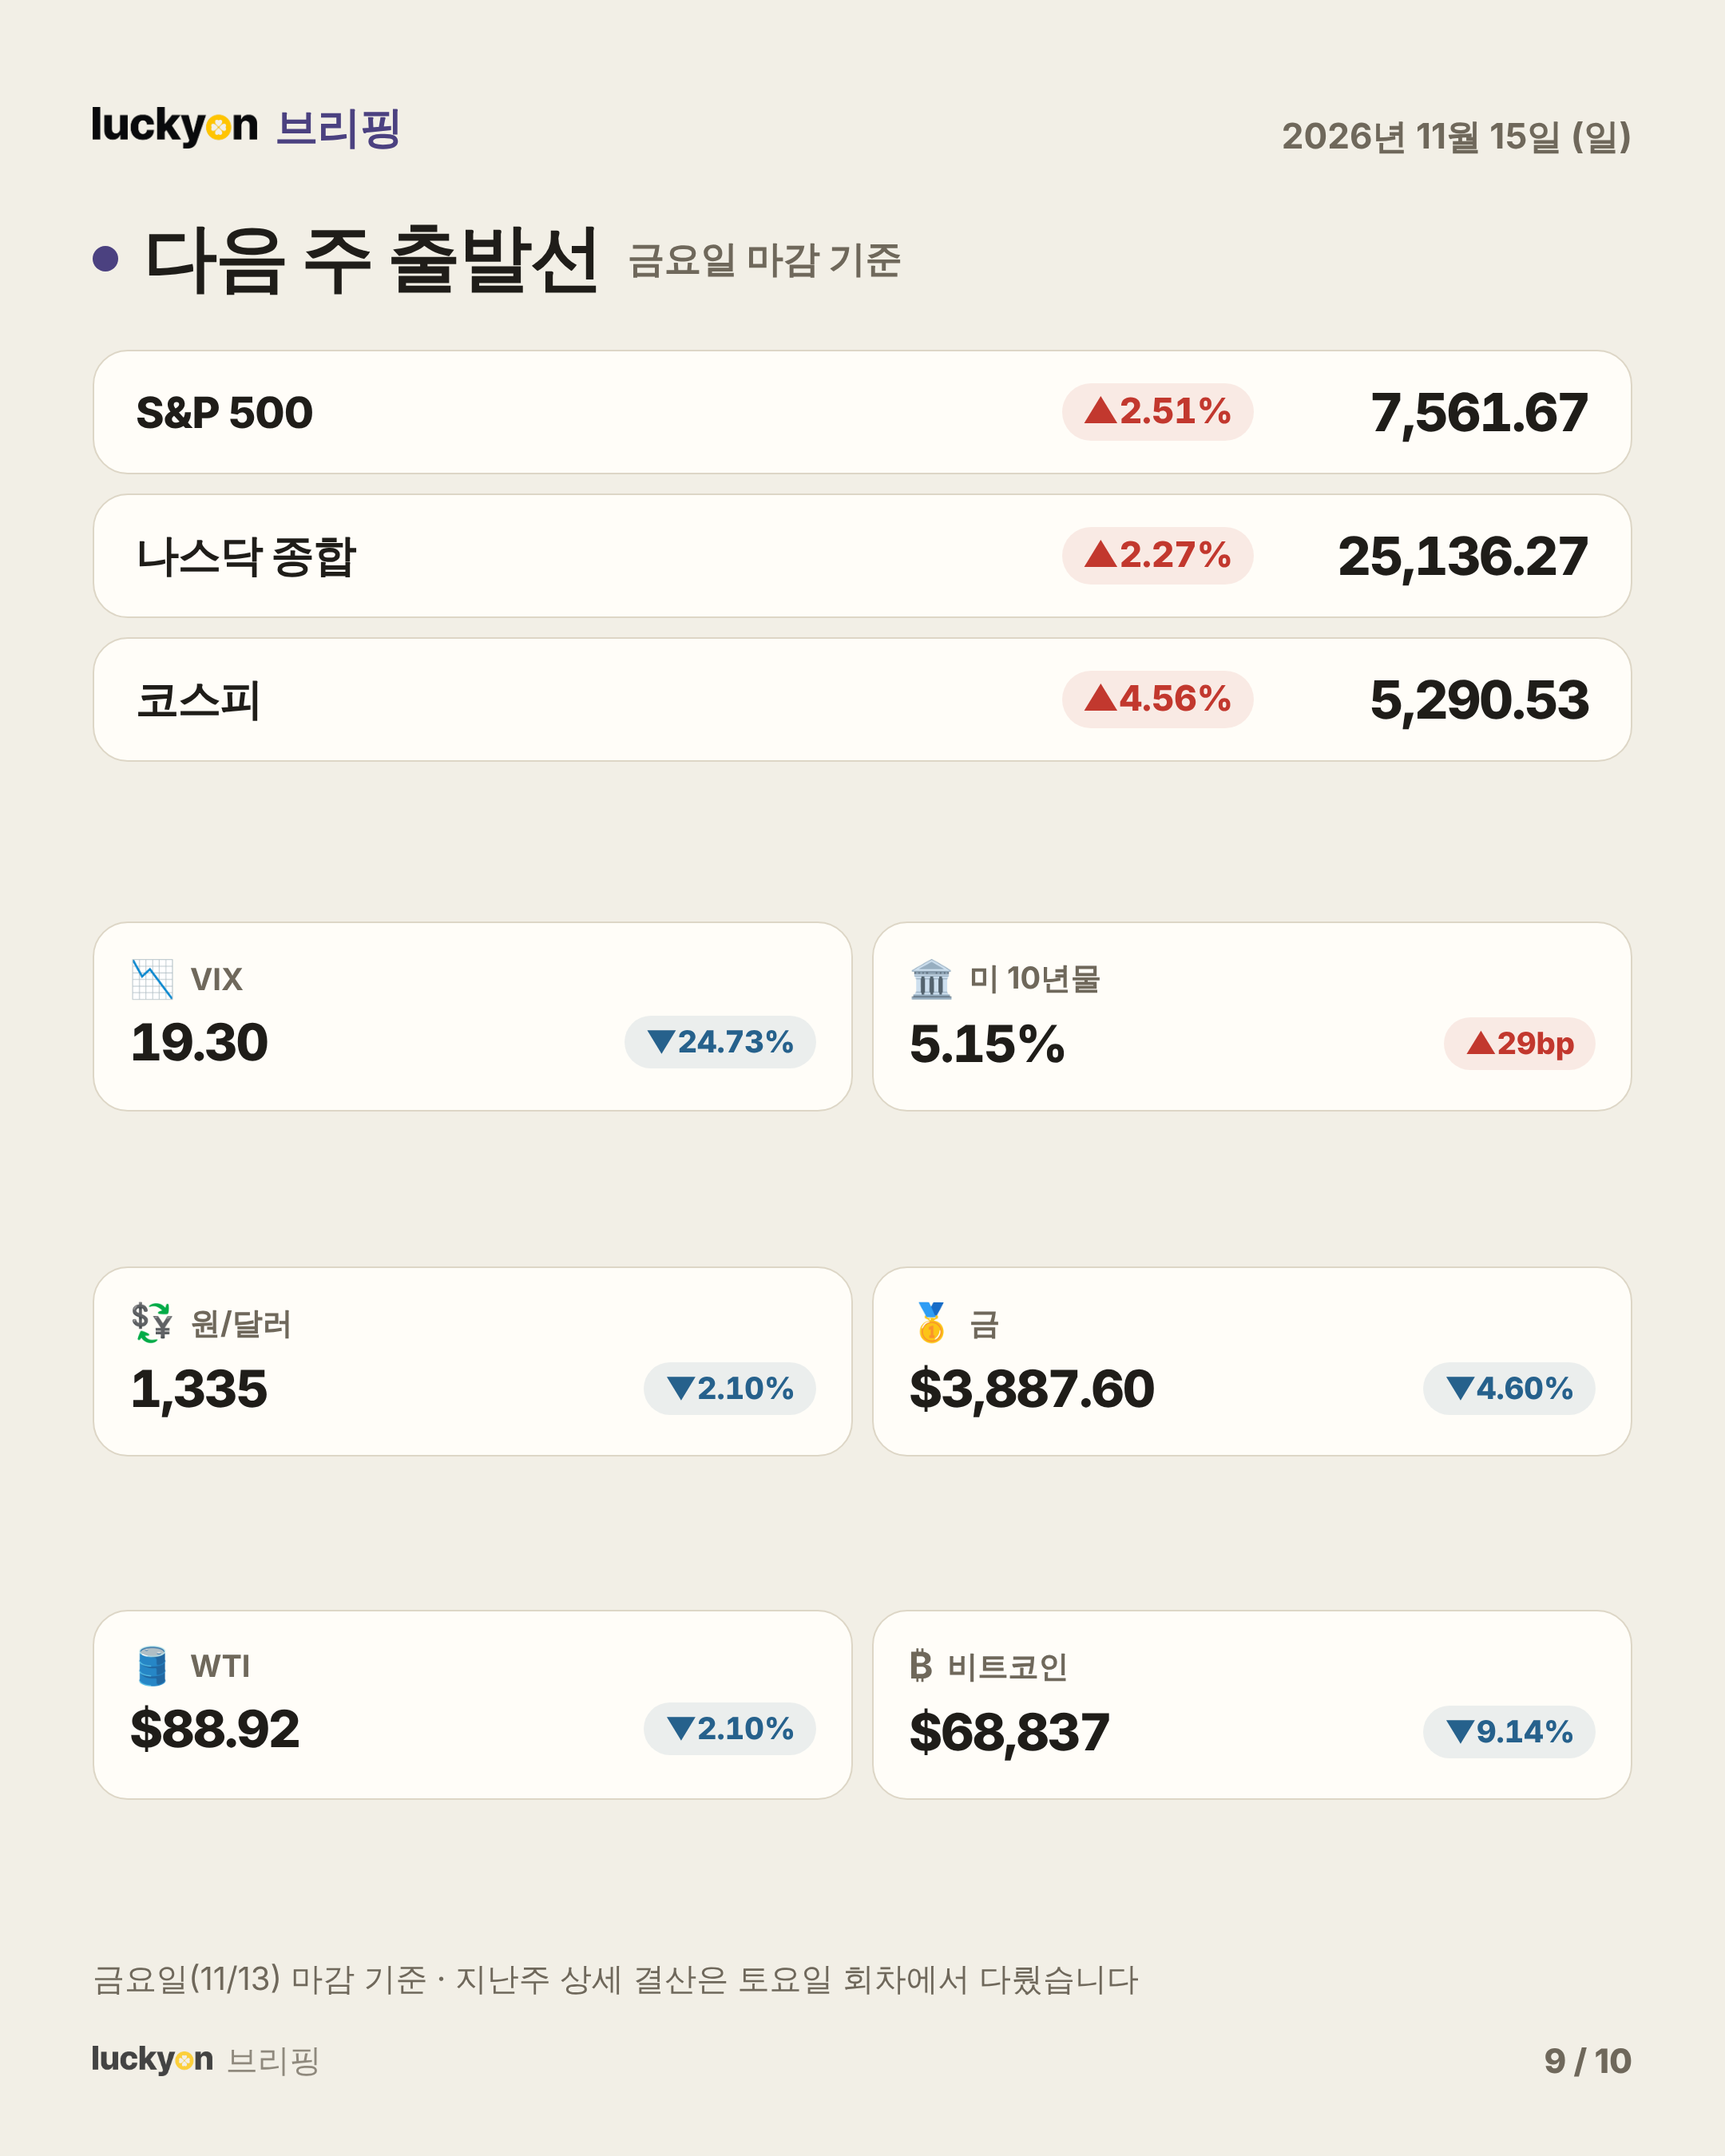 luckyon 브리핑
2026년 11월 15일 (일)
다음 주 출발선 금요일 마감 기준
S&P 500 ▲2.51% 7,561.67
나스닥 종합 ▲2.27% 25,136.27
코스피 ▲4.56% 5,290.53
VIX
19.30 ▼24.73%
미 10년물
5.15% ▲29bp
원/달러
1,335 ▼2.10%
금
$3,887.60 ▼4.60%
WTI
$88.92 ▼2.10%
₿ 비트코인
$68,837 ▼9.14%
금요일(11/13) 마감 기준 · 지난주 상세 결산은 토요일 회차에서 다뤘습니다
luckyon 브리핑
9 / 10